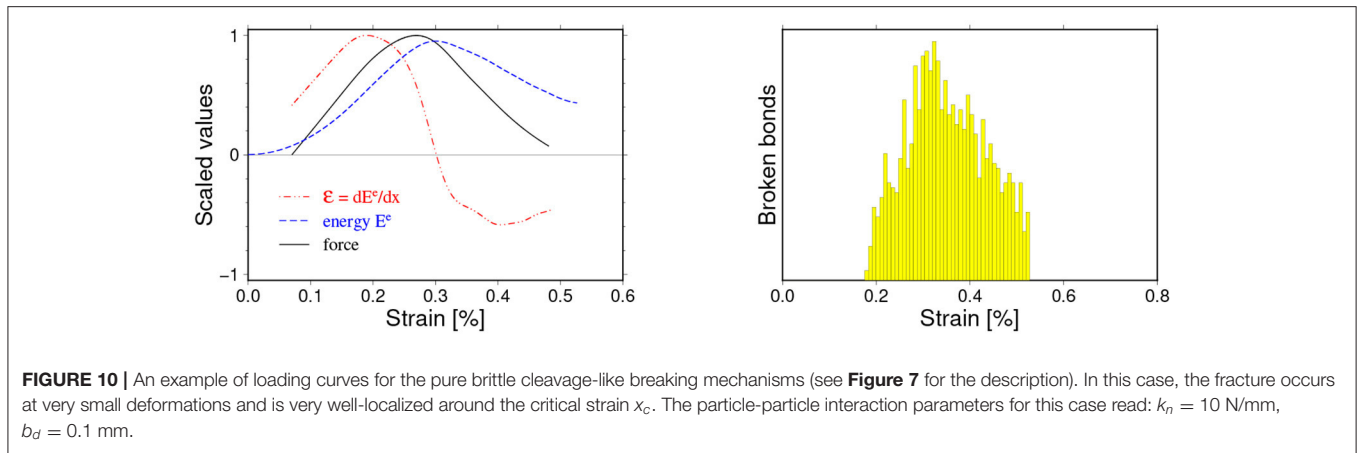 1
0
−1
Scaled values
ε = dEᵉ/dx
energy Eᵉ
force
0.0 0.1 0.2 0.3 0.4 0.5 0.6
Strain [%]
Broken bonds
0.0 0.2 0.4 0.6 0.8
Strain [%]
FIGURE 10 | An example of loading curves for the pure brittle cleavage-like breaking mechanisms (see Figure 7 for the description). In this case, the fracture occurs
at very small deformations and is very well-localized around the critical strain x_c. The particle-particle interaction parameters for this case read: k_n = 10 N/mm,
b_d = 0.1 mm.